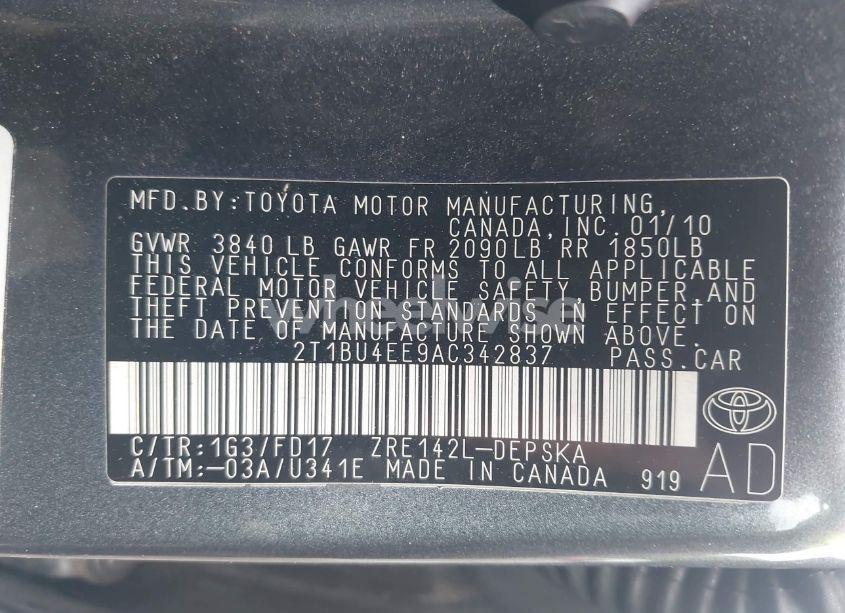 MFD.BY:TOYOTA MOTOR MANUFACTURING,
CANADA,INC. 01/10
GVWR 3840 LB GAWR FR 2090LB RR 1850LB
THIS VEHICLE CONFORMS TO ALL APPLICABLE
FEDERAL MOTOR VEHICLE SAFETY,BUMPER,AND
THEFT PREVENTION STANDARDS IN EFFECT ON
THE DATE OF MANUFACTURE SHOWN ABOVE.
2T1BU4EE9AC342837 PASS.CAR
C/TR:1G3/FD17 ZRE142L-DEPSKA
A/TM:-03A/U341E MADE IN CANADA 919
AD
wheelwise